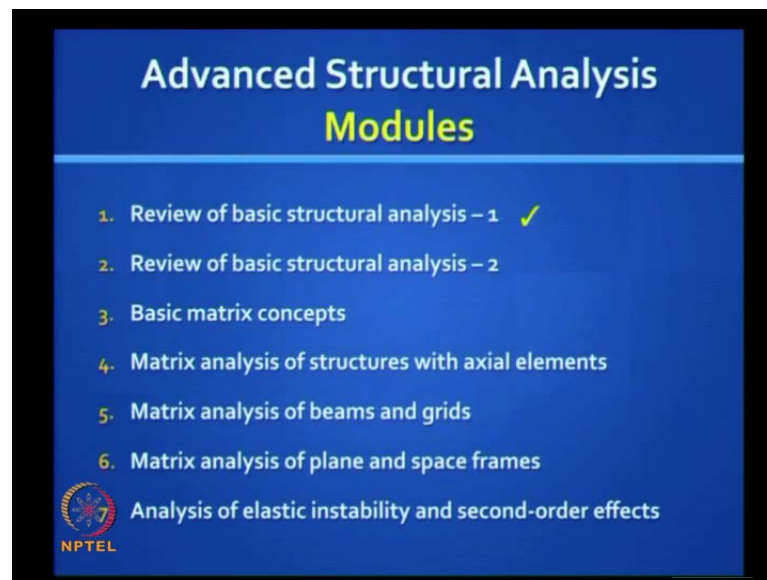 Advanced Structural Analysis
Modules
1. Review of basic structural analysis – 1 ✓
2. Review of basic structural analysis – 2
3. Basic matrix concepts
4. Matrix analysis of structures with axial elements
5. Matrix analysis of beams and grids
6. Matrix analysis of plane and space frames
7 Analysis of elastic instability and second-order effects
NPTEL